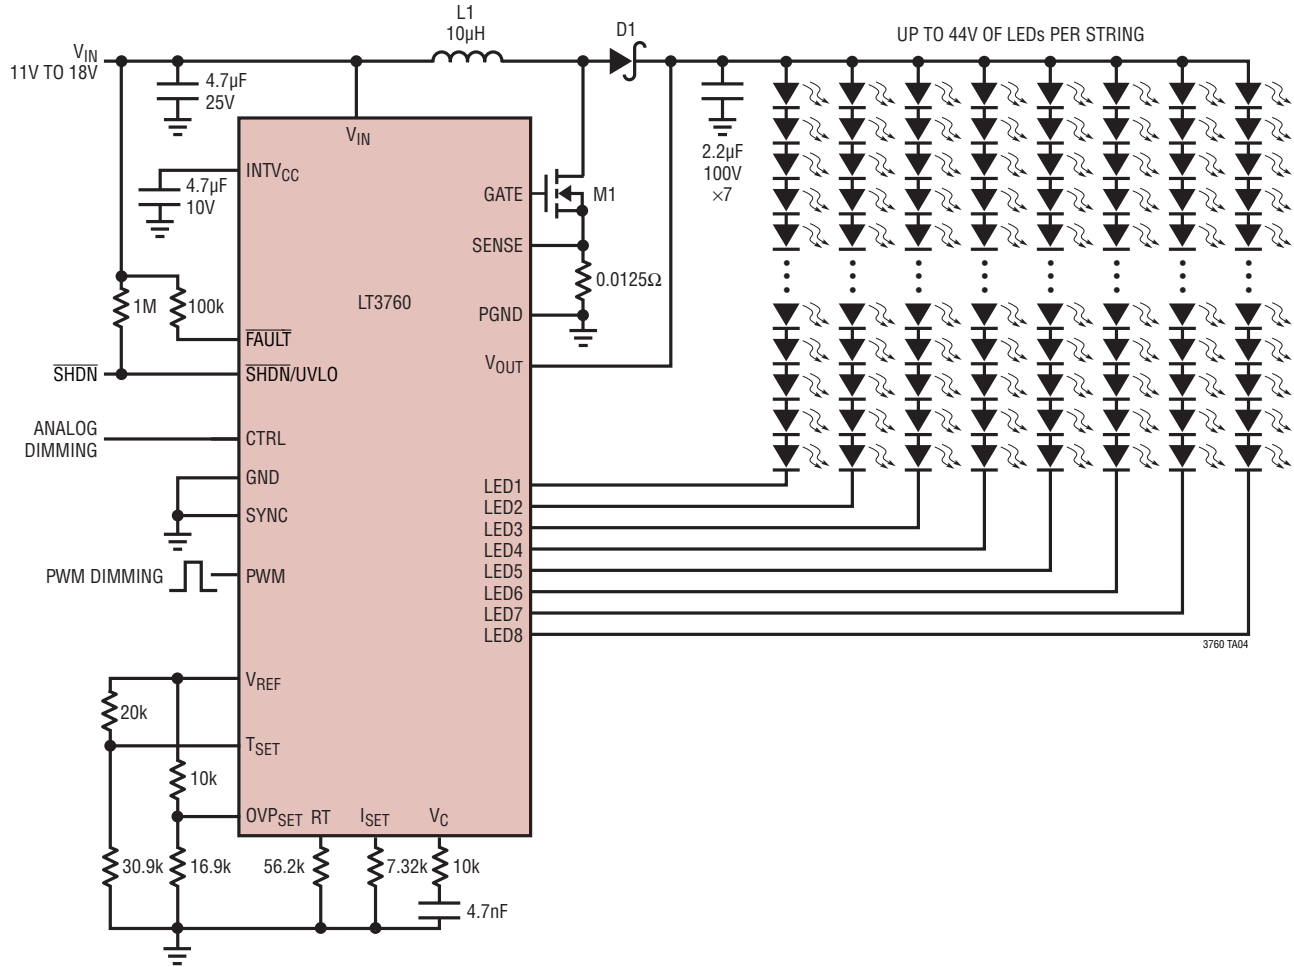 L1
10µH
D1
UP TO 44V OF LEDs PER STRING
VIN
11V TO 18V
4.7µF
25V
VIN
2.2µF
100V
×7
INTVCC
4.7µF
10V
GATE
M1
SENSE
0.0125Ω
LT3760
PGND
1M
100k
FAULT
VOUT
SHDN
SHDN/UVLO
ANALOG
DIMMING
CTRL
GND
SYNC
LED1
LED2
LED3
LED4
LED5
LED6
LED7
LED8
PWM DIMMING
PWM
3760 TA04
VREF
20k
TSET
10k
OVPSET
RT
ISET
VC
30.9k
16.9k
56.2k
7.32k
10k
4.7nF